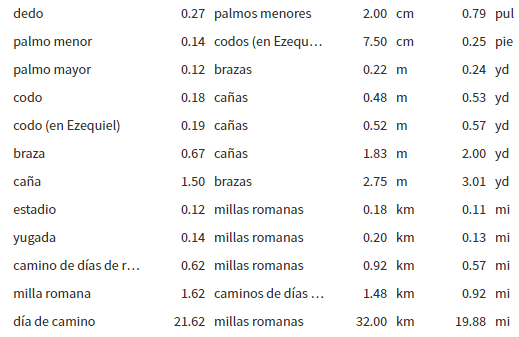 dedo 0.27 palmos menores 2.00 cm 0.79 pul
palmo menor 0.14 codos (en Ezequ… 7.50 cm 0.25 pie
palmo mayor 0.12 brazas 0.22 m 0.24 yd
codo 0.18 cañas 0.48 m 0.53 yd
codo (en Ezequiel) 0.19 cañas 0.52 m 0.57 yd
braza 0.67 cañas 1.83 m 2.00 yd
caña 1.50 brazas 2.75 m 3.01 yd
estadio 0.12 millas romanas 0.18 km 0.11 mi
yugada 0.14 millas romanas 0.20 km 0.13 mi
camino de días de r… 0.62 millas romanas 0.92 km 0.57 mi
milla romana 1.62 caminos de días … 1.48 km 0.92 mi
día de camino 21.62 millas romanas 32.00 km 19.88 mi